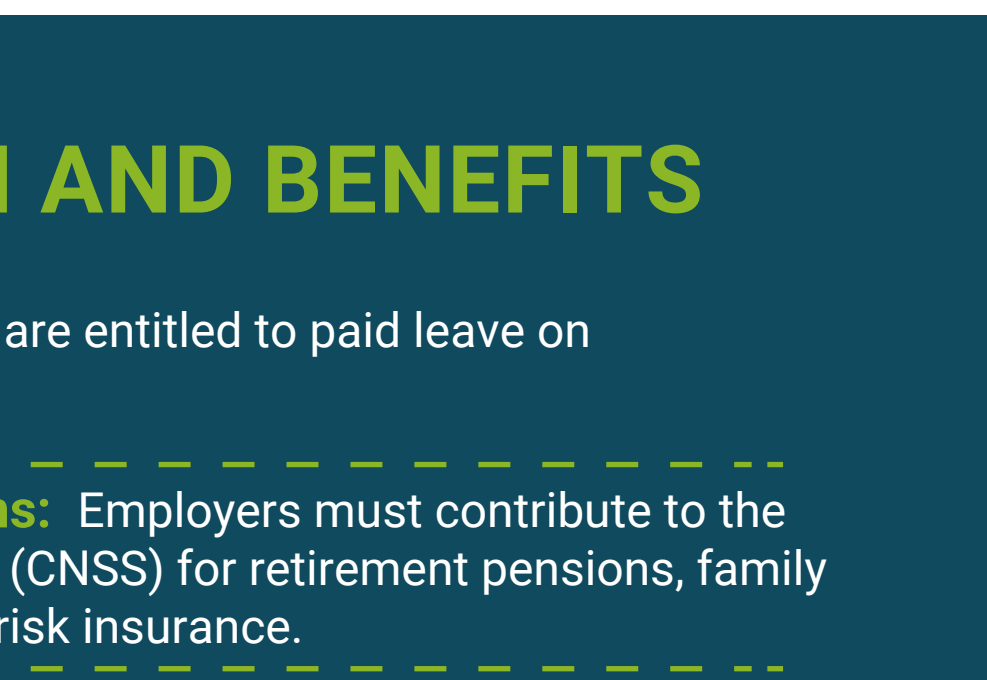 AND BENEFITS
are entitled to paid leave on
Employers must contribute to the
(CNSS) for retirement pensions, family
risk insurance.